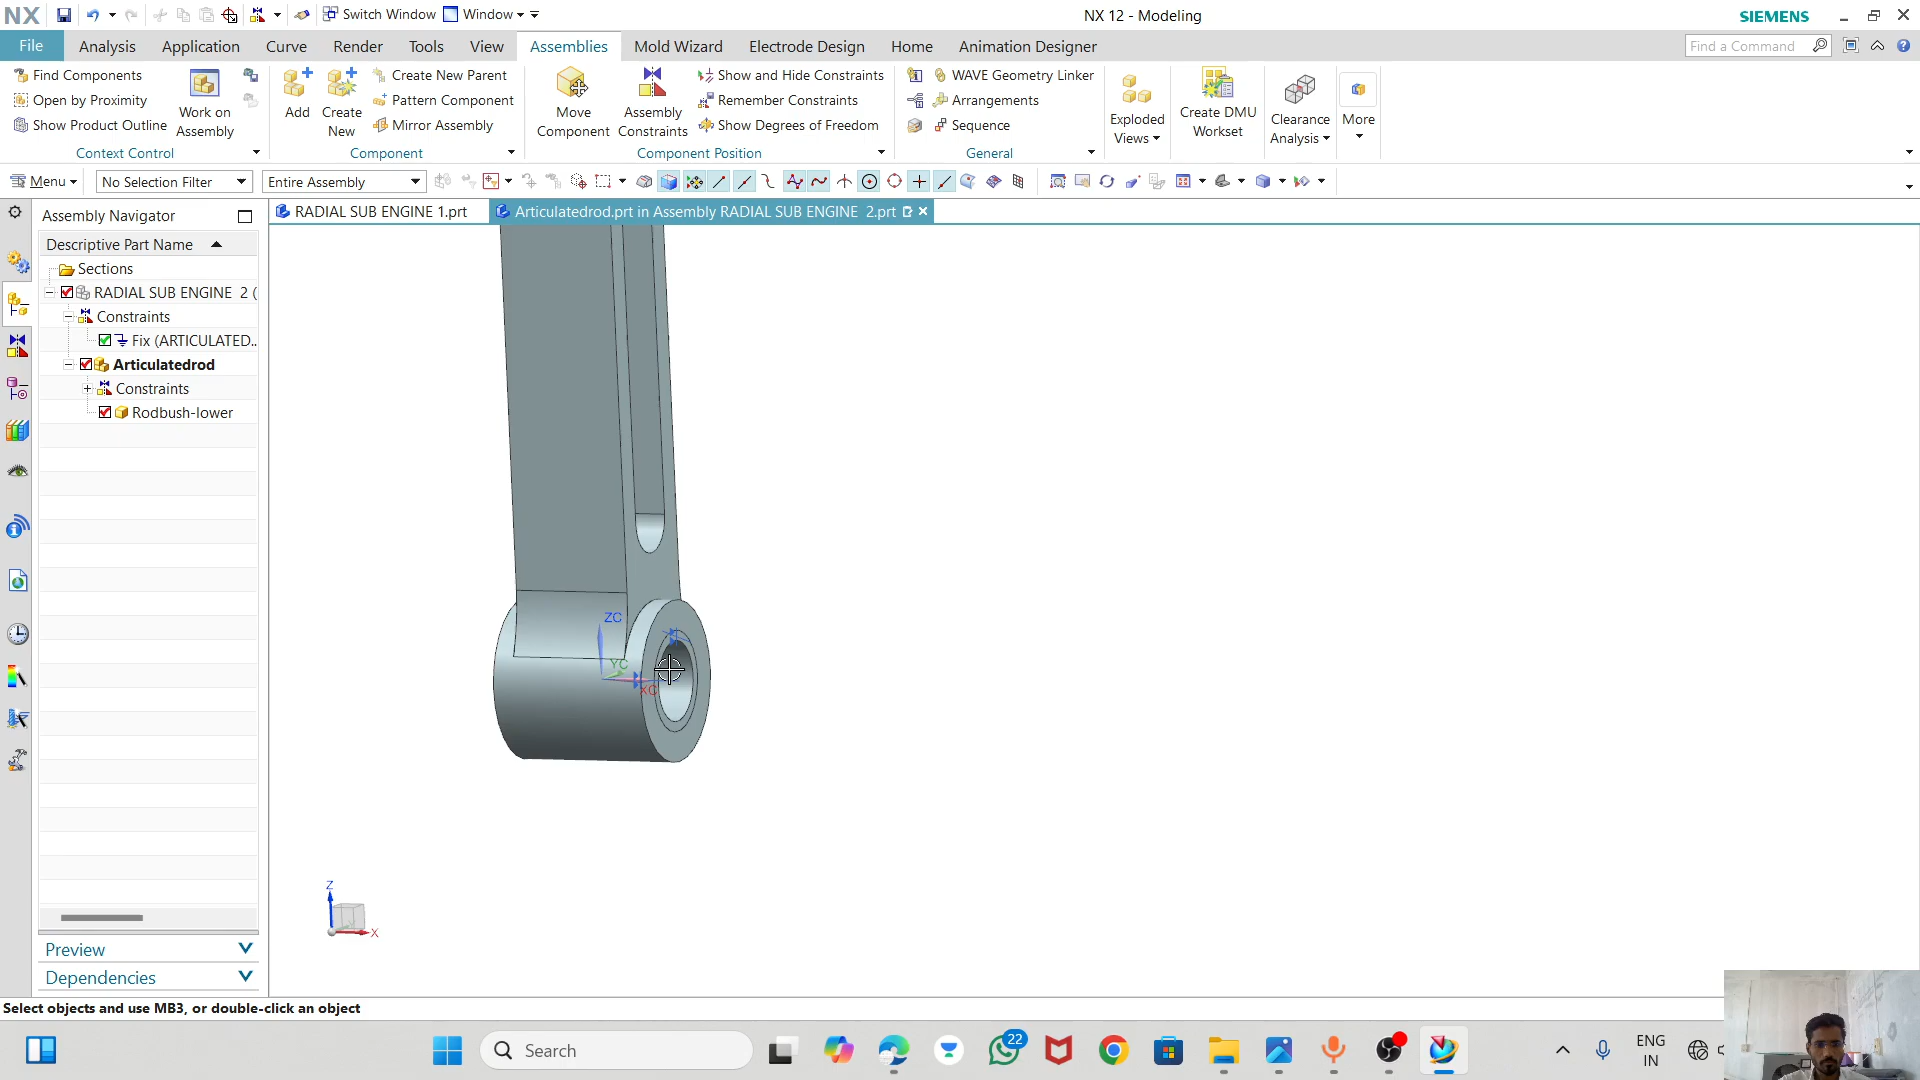 NX Switch Window Window NX 12 - Modeling SIEMENS
File Analysis Application Curve Render Tools View Assemblies Mold Wizard Electrode Design Home Animation Designer Find a Command
Find Components
Open by Proximity
Show Product Outline
Work on Assembly
Context Control
Add
Create New
Create New Parent
Pattern Component
Mirror Assembly
Component
Move Component
Assembly Constraints
Show and Hide Constraints
Remember Constraints
Show Degrees of Freedom
Component Position
WAVE Geometry Linker
Arrangements
Sequence
General
Exploded Views
Create DMU Workset
Clearance Analysis
More
Menu No Selection Filter Entire Assembly
Assembly Navigator
RADIAL SUB ENGINE 1.prt Articulatedrod.prt in Assembly RADIAL SUB ENGINE 2.prt
Descriptive Part Name
Sections
RADIAL SUB ENGINE 2 (
Constraints
Fix (ARTICULATED..
Articulatedrod
Constraints
Rodbush-lower
ZC
YC
XC
Z
X
Preview
Dependencies
Select objects and use MB3, or double-click an object
Search
22
ENG
IN